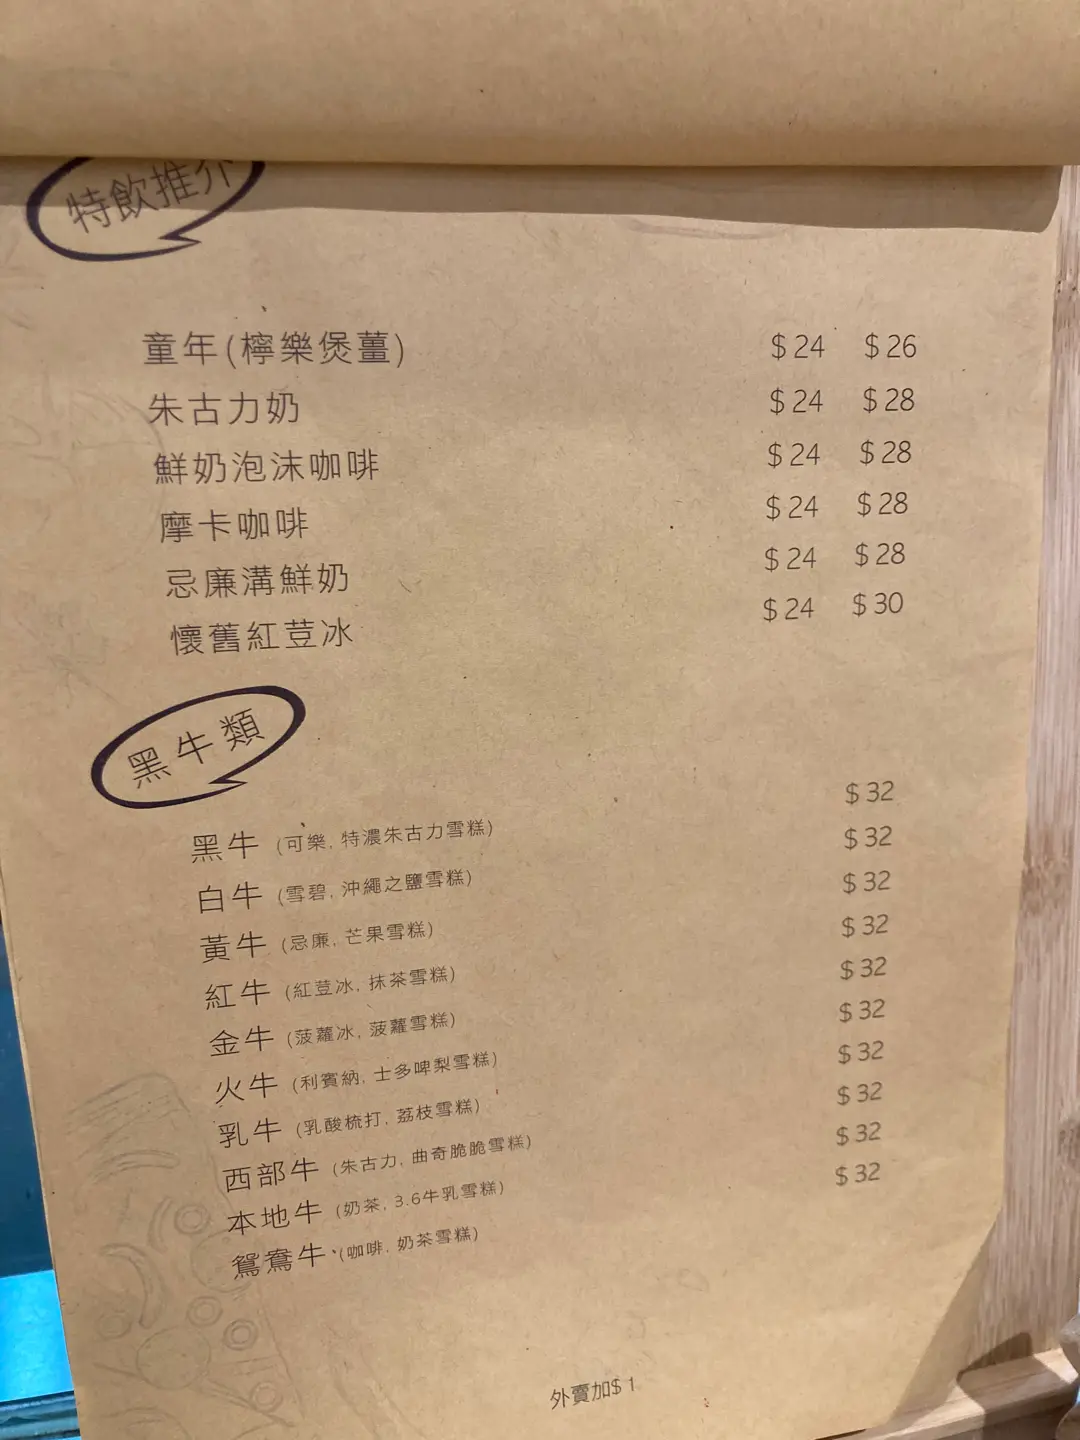 特飲推介
童年(檸樂煲薑) $24 $26
朱古力奶 $24 $28
鮮奶泡沫咖啡 $24 $28
摩卡咖啡 $24 $28
忌廉溝鮮奶 $24 $28
懷舊紅荳冰 $24 $30
黑牛類
黑牛 (可樂, 特濃朱古力雪糕) $32
白牛 (雪碧, 沖繩之鹽雪糕) $32
黃牛 (忌廉, 芒果雪糕) $32
紅牛 (紅荳冰, 抹茶雪糕) $32
金牛 (菠蘿冰, 菠蘿雪糕) $32
火牛 (利賓納, 士多啤梨雪糕) $32
乳牛 (乳酸梳打, 荔枝雪糕) $32
西部牛 (朱古力, 曲奇脆脆雪糕) $32
本地牛 (奶茶, 3.6牛乳雪糕) $32
鴛鴦牛 (咖啡, 奶茶雪糕) $32
外賣加$1